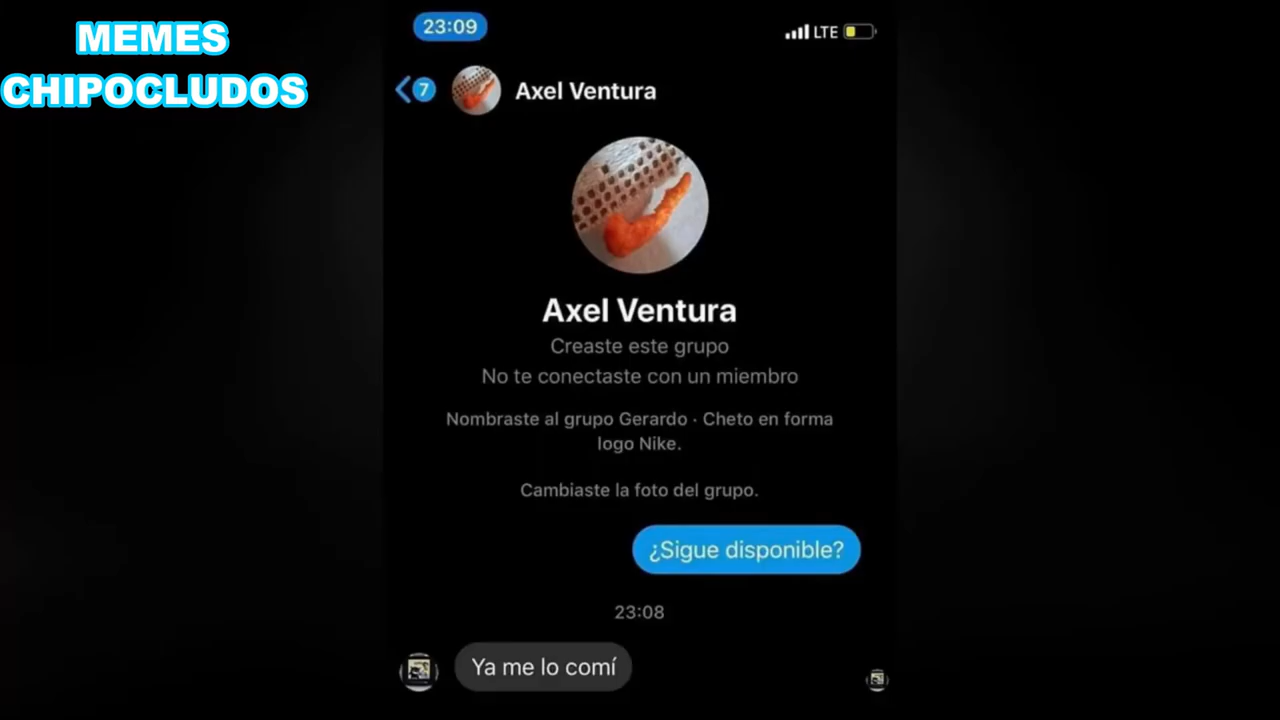 MEMES
CHIPOCLUDOS
23:09
LTE
7
Axel Ventura
Axel Ventura
Creaste este grupo
No te conectaste con un miembro
Nombraste al grupo Gerardo · Cheto en forma
logo Nike.
Cambiaste la foto del grupo.
¿Sigue disponible?
23:08
Ya me lo comí